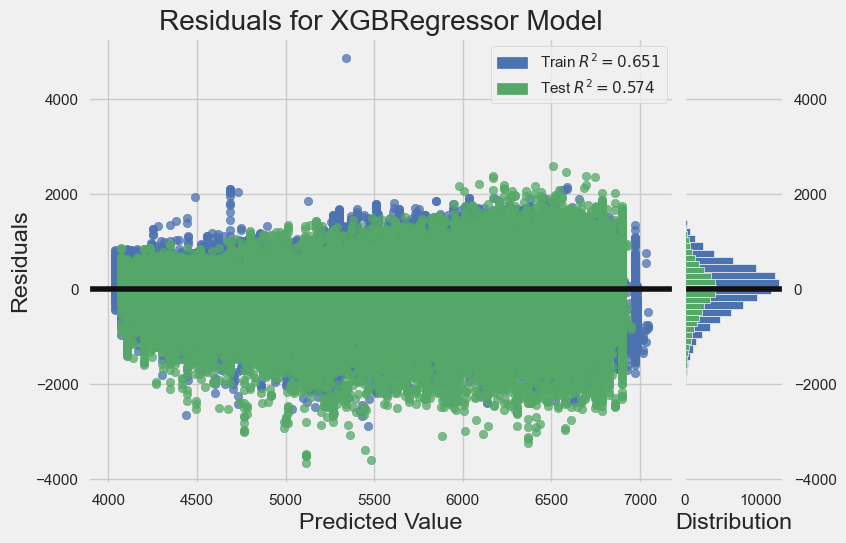 Residuals for XGBRegressor Model
Train R² = 0.651
Test R² = 0.574
Residuals
4000
2000
0
−2000
−4000
4000
2000
0
−2000
−4000
4000 4500 5000 5500 6000 6500 7000
0 10000
Predicted Value
Distribution